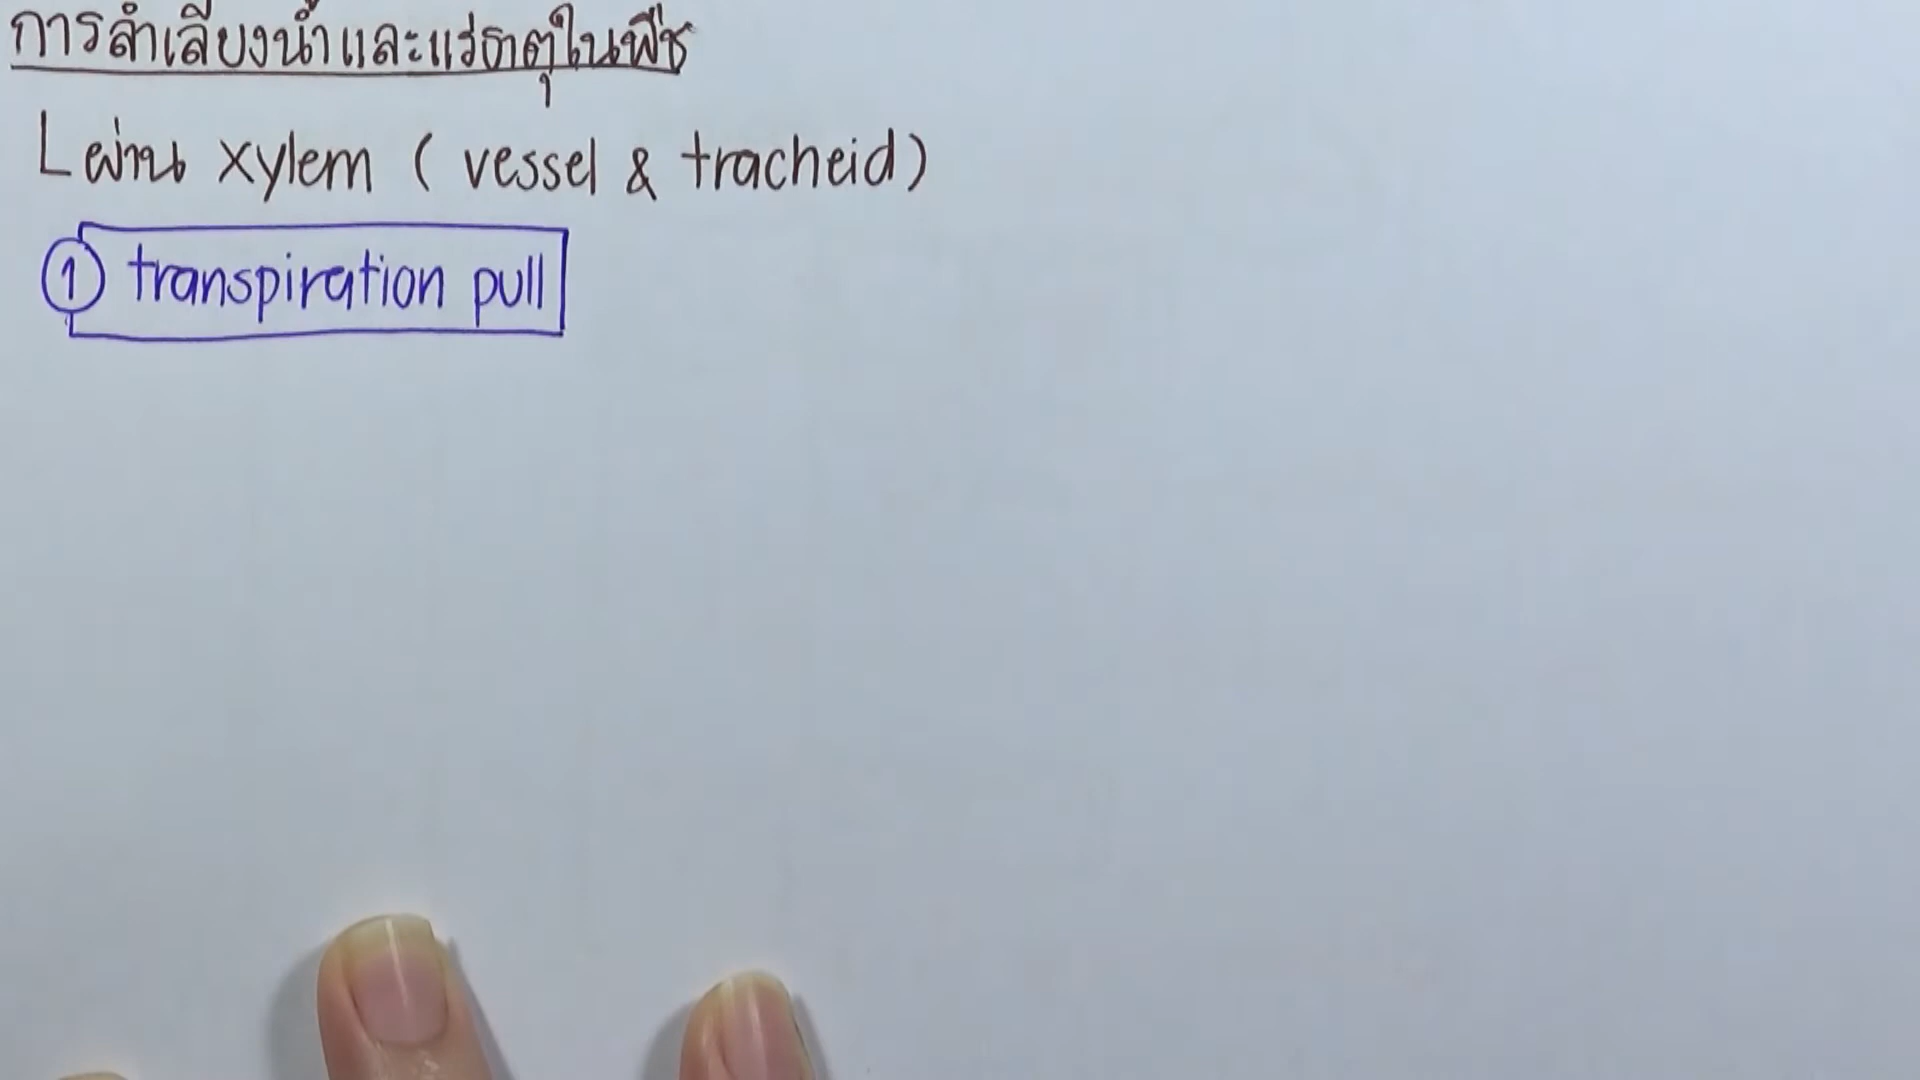 การลำเลียงน้ำและแร่ธาตุในพืช
L ผ่าน xylem ( vessel & tracheid )
① transpiration pull